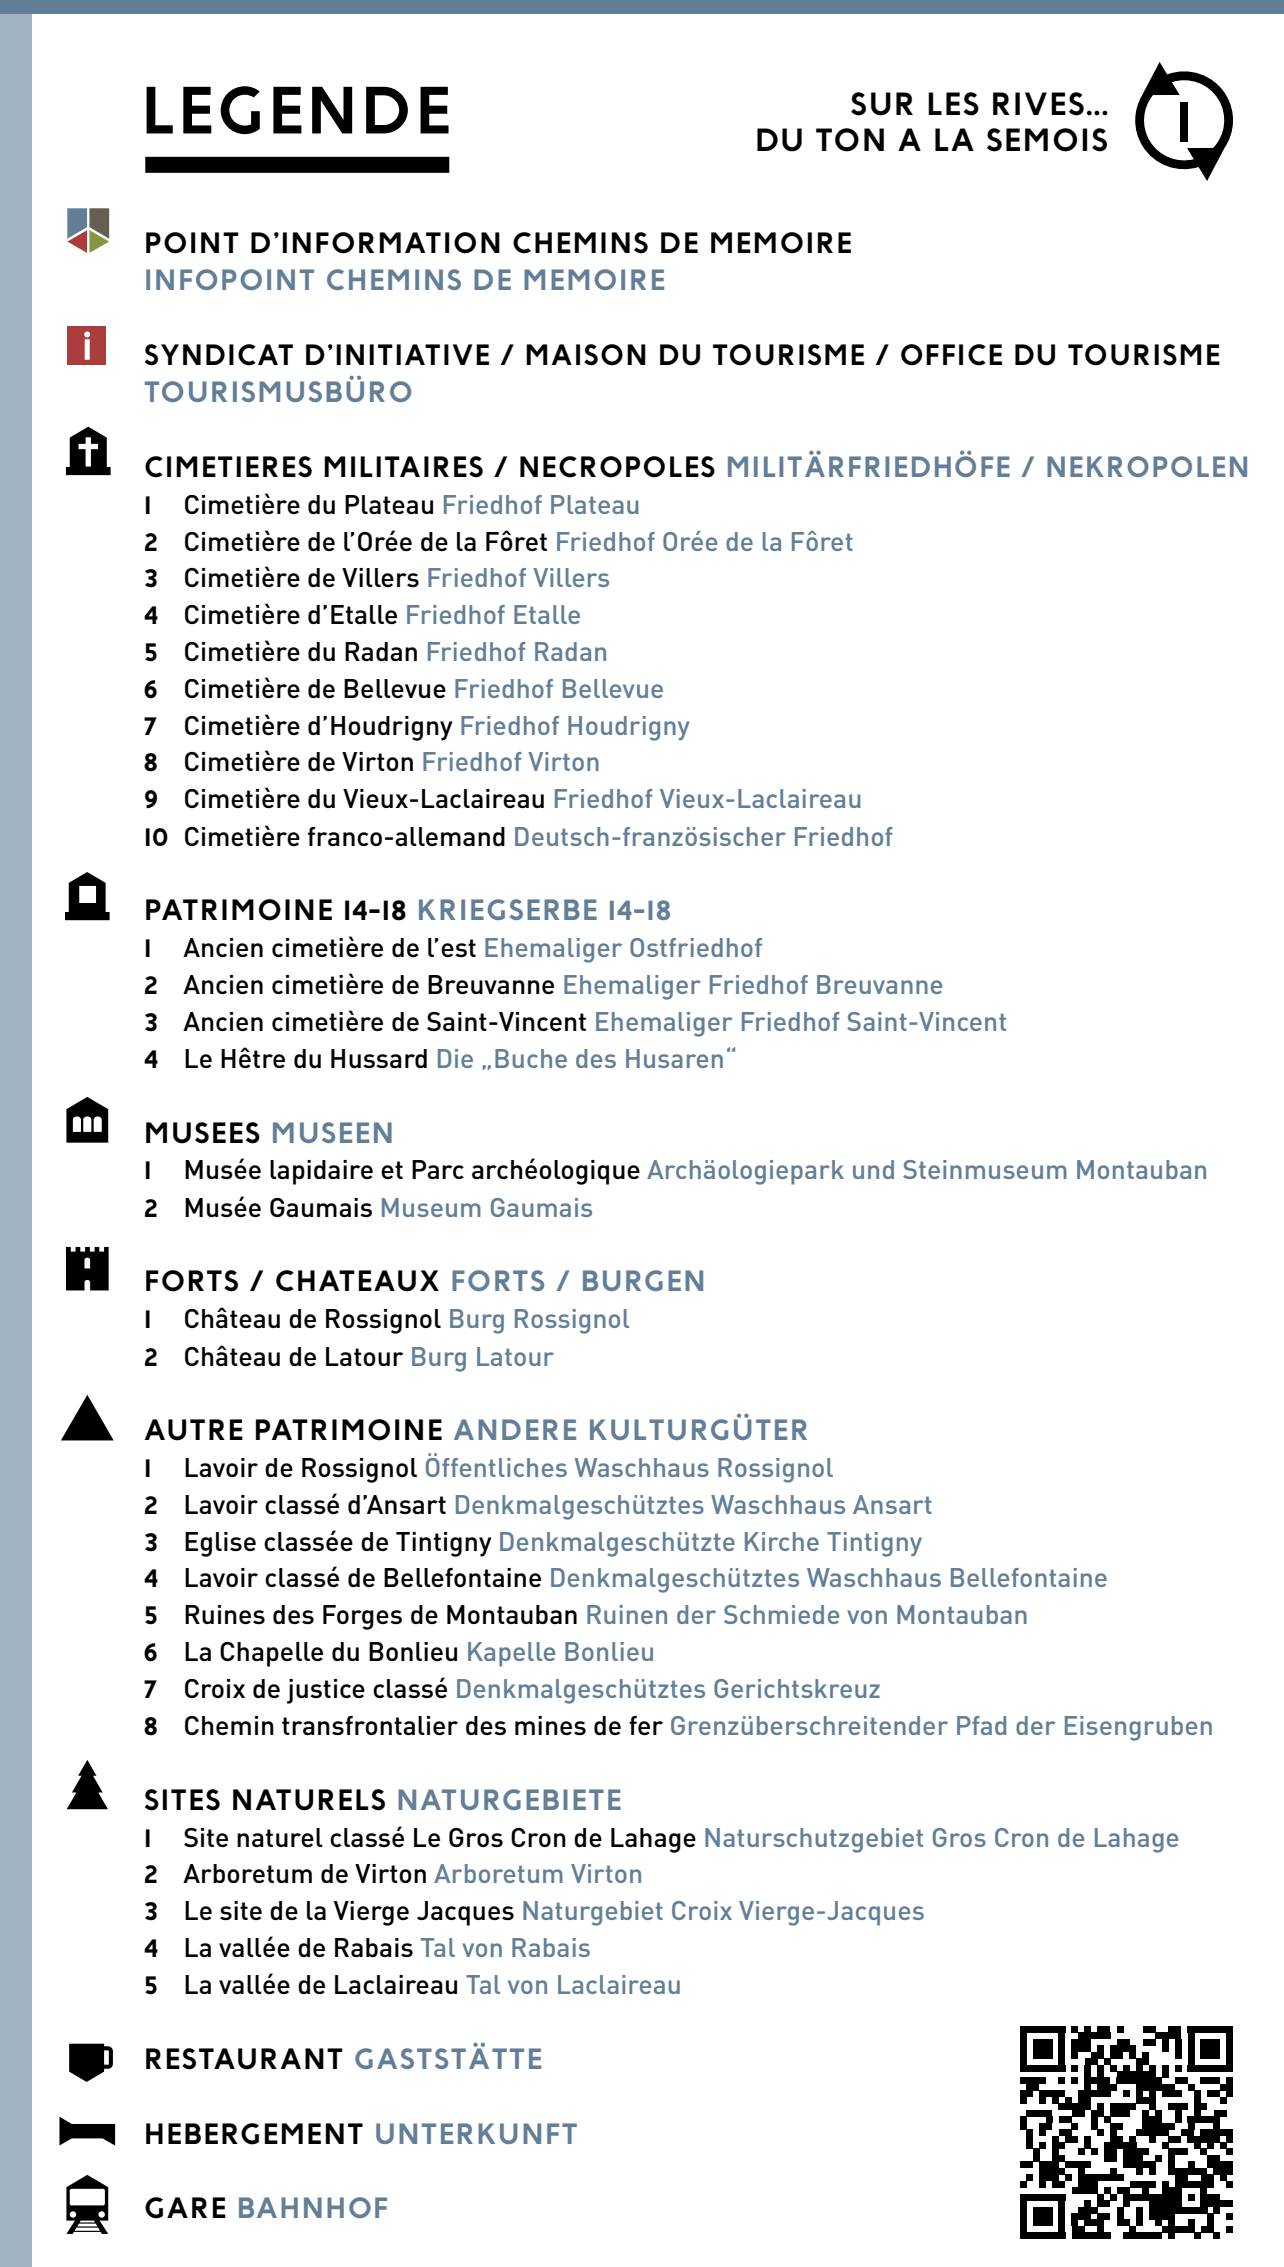 LEGENDE
SUR LES RIVES...
DU TON A LA SEMOIS
I
POINT D’INFORMATION CHEMINS DE MEMOIRE
INFOPOINT CHEMINS DE MEMOIRE
i
SYNDICAT D’INITIATIVE / MAISON DU TOURISME / OFFICE DU TOURISME
TOURISMUSBÜRO
CIMETIERES MILITAIRES / NECROPOLES MILITÄRFRIEDHÖFE / NEKROPOLEN
1 Cimetière du Plateau Friedhof Plateau
2 Cimetière de l’Orée de la Fôret Friedhof Orée de la Fôret
3 Cimetière de Villers Friedhof Villers
4 Cimetière d’Etalle Friedhof Etalle
5 Cimetière du Radan Friedhof Radan
6 Cimetière de Bellevue Friedhof Bellevue
7 Cimetière d’Houdrigny Friedhof Houdrigny
8 Cimetière de Virton Friedhof Virton
9 Cimetière du Vieux-Laclaireau Friedhof Vieux-Laclaireau
10 Cimetière franco-allemand Deutsch-französischer Friedhof
PATRIMOINE 14-18 KRIEGSERBE 14-18
1 Ancien cimetière de l’est Ehemaliger Ostfriedhof
2 Ancien cimetière de Breuvanne Ehemaliger Friedhof Breuvanne
3 Ancien cimetière de Saint-Vincent Ehemaliger Friedhof Saint-Vincent
4 Le Hêtre du Hussard Die „Buche des Husaren“
MUSEES MUSEEN
1 Musée lapidaire et Parc archéologique Archäologiepark und Steinmuseum Montauban
2 Musée Gaumais Museum Gaumais
FORTS / CHATEAUX FORTS / BURGEN
1 Château de Rossignol Burg Rossignol
2 Château de Latour Burg Latour
AUTRE PATRIMOINE ANDERE KULTURGÜTER
1 Lavoir de Rossignol Öffentliches Waschhaus Rossignol
2 Lavoir classé d’Ansart Denkmalgeschütztes Waschhaus Ansart
3 Eglise classée de Tintigny Denkmalgeschützte Kirche Tintigny
4 Lavoir classé de Bellefontaine Denkmalgeschütztes Waschhaus Bellefontaine
5 Ruines des Forges de Montauban Ruinen der Schmiede von Montauban
6 La Chapelle du Bonlieu Kapelle Bonlieu
7 Croix de justice classé Denkmalgeschütztes Gerichtskreuz
8 Chemin transfrontalier des mines de fer Grenzüberschreitender Pfad der Eisengruben
SITES NATURELS NATURGEBIETE
1 Site naturel classé Le Gros Cron de Lahage Naturschutzgebiet Gros Cron de Lahage
2 Arboretum de Virton Arboretum Virton
3 Le site de la Vierge Jacques Naturgebiet Croix Vierge-Jacques
4 La vallée de Rabais Tal von Rabais
5 La vallée de Laclaireau Tal von Laclaireau
RESTAURANT GASTSTÄTTE
HEBERGEMENT UNTERKUNFT
GARE BAHNHOF